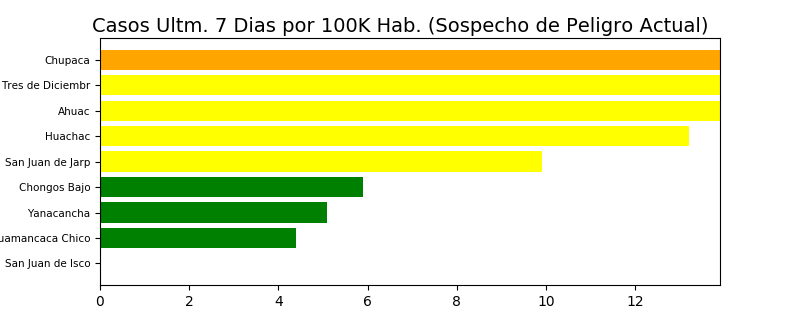 Casos Ultm. 7 Dias por 100K Hab. (Sospecho de Peligro Actual)
Chupaca
Tres de Diciembr
Ahuac
Huachac
San Juan de Jarp
Chongos Bajo
Yanacancha
uamancaca Chico
San Juan de Isco
0 2 4 6 8 10 12